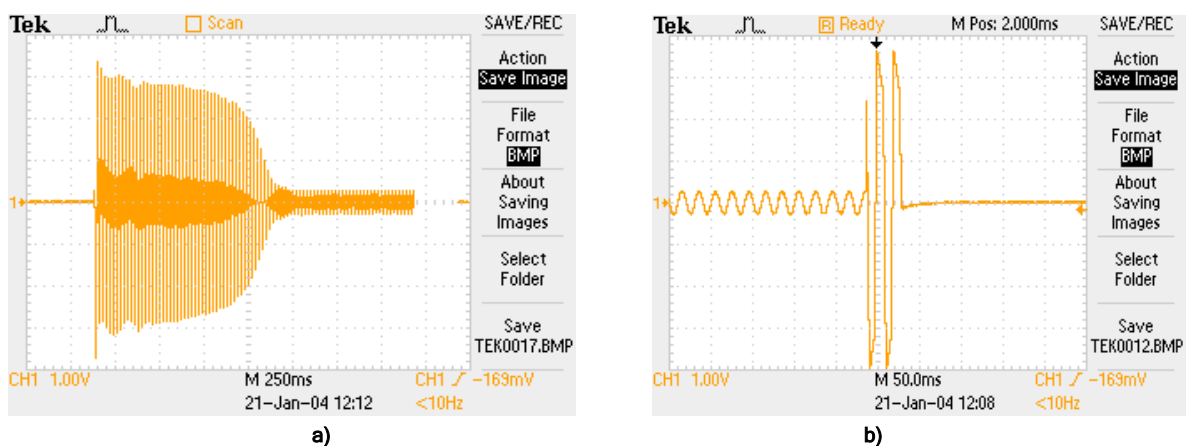 Tek Scan SAVE/REC
Action
Save Image
File
Format
BMP
About
Saving
Images
Select
Folder
Save
TEK0017.BMP
1
CH1 1.00V M 250ms CH1 -169mV
21-Jan-04 12:12 <10Hz
a)
Tek R Ready M Pos: 2.000ms SAVE/REC
Action
Save Image
File
Format
BMP
About
Saving
Images
Select
Folder
Save
TEK0012.BMP
1
CH1 1.00V M 50.0ms CH1 -169mV
21-Jan-04 12:08 <10Hz
b)